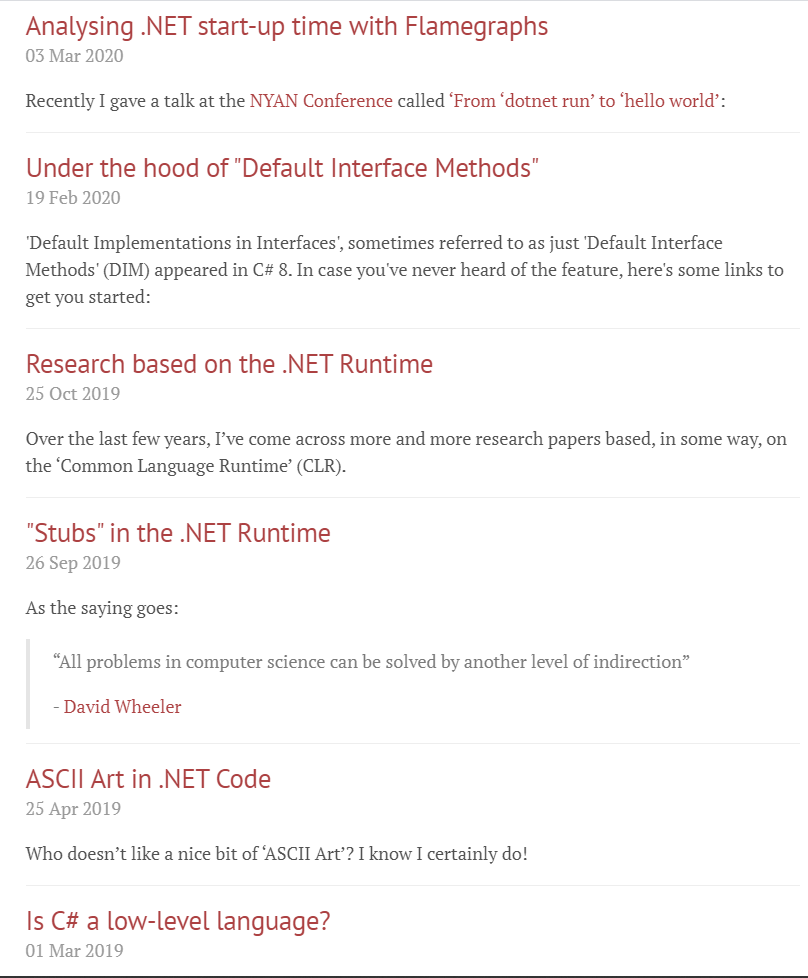 Analysing .NET start-up time with Flamegraphs
03 Mar 2020
Recently I gave a talk at the NYAN Conference called ‘From ‘dotnet run’ to ‘hello world’:
Under the hood of "Default Interface Methods"
19 Feb 2020
'Default Implementations in Interfaces', sometimes referred to as just 'Default Interface
Methods' (DIM) appeared in C# 8. In case you've never heard of the feature, here's some links to
get you started:
Research based on the .NET Runtime
25 Oct 2019
Over the last few years, I’ve come across more and more research papers based, in some way, on
the ‘Common Language Runtime’ (CLR).
"Stubs" in the .NET Runtime
26 Sep 2019
As the saying goes:
“All problems in computer science can be solved by another level of indirection”
- David Wheeler
ASCII Art in .NET Code
25 Apr 2019
Who doesn’t like a nice bit of ‘ASCII Art’? I know I certainly do!
Is C# a low-level language?
01 Mar 2019